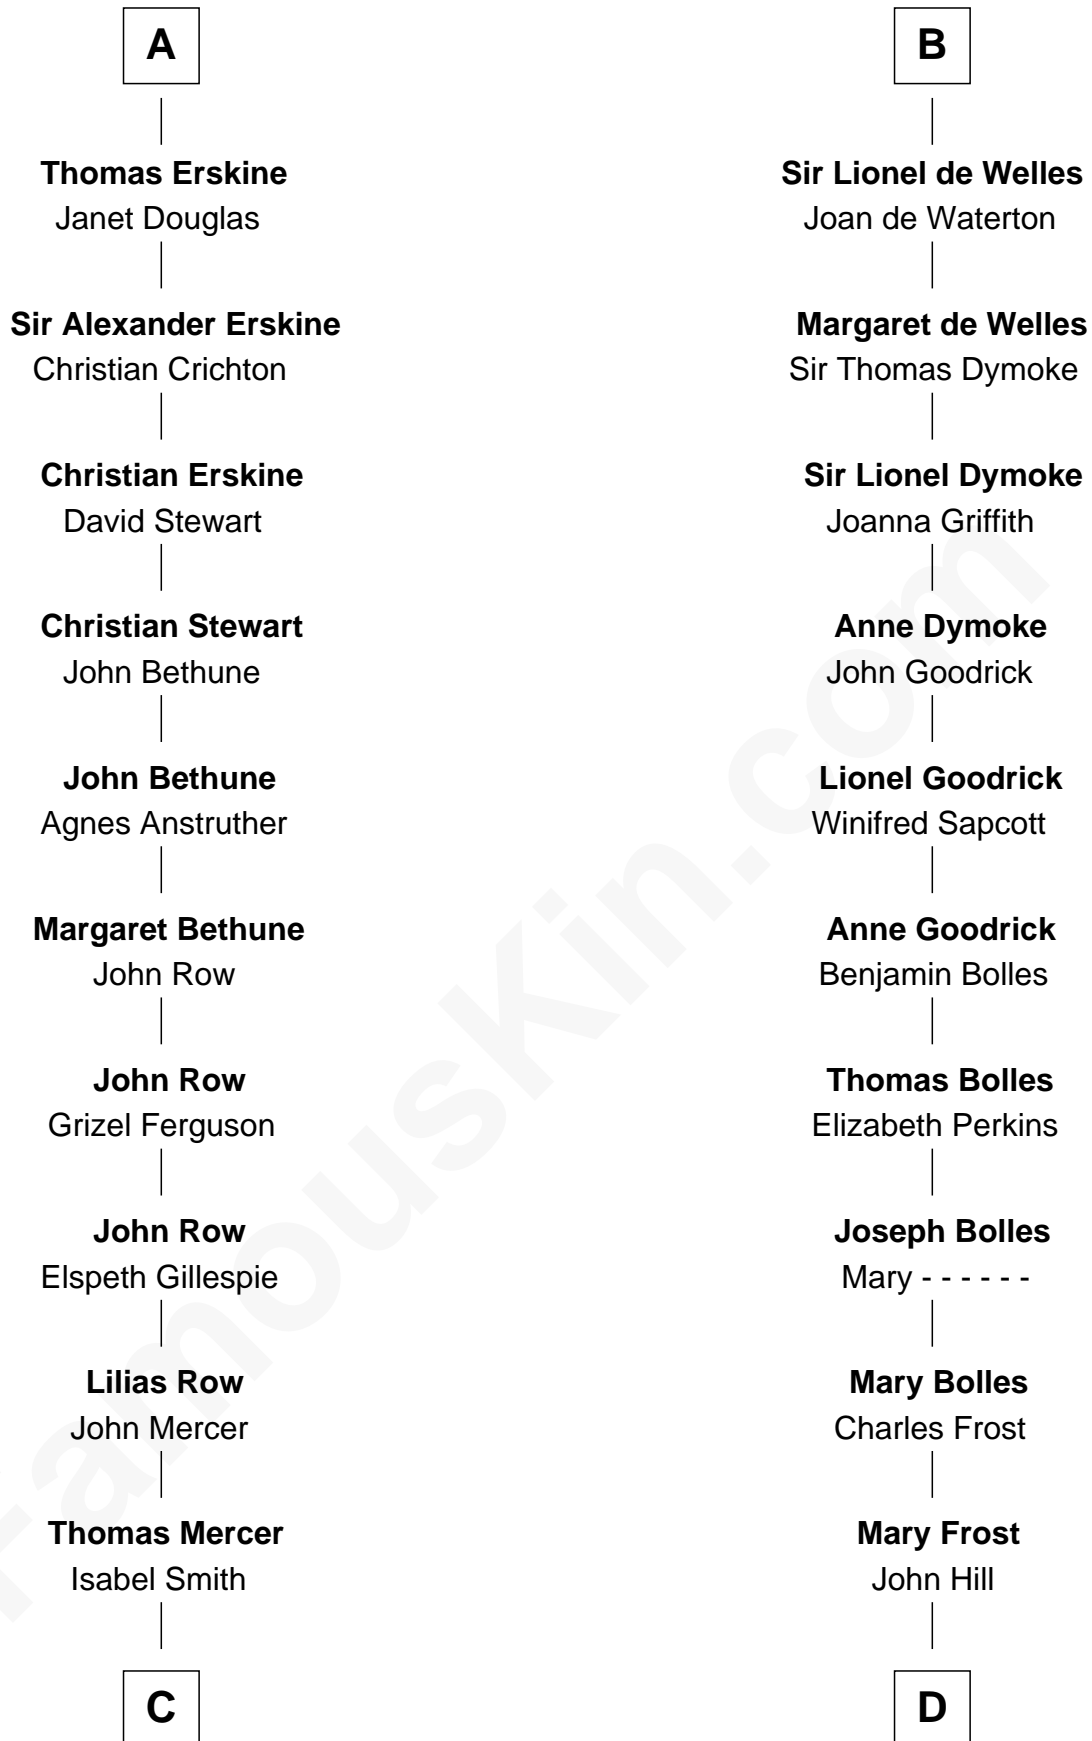 A
Thomas Erskine
Janet Douglas
Sir Alexander Erskine
Christian Crichton
Christian Erskine
David Stewart
Christian Stewart
John Bethune
John Bethune
Agnes Anstruther
Margaret Bethune
John Row
John Row
Grizel Ferguson
John Row
Elspeth Gillespie
Lilias Row
John Mercer
Thomas Mercer
Isabel Smith
C
B
Sir Lionel de Welles
Joan de Waterton
Margaret de Welles
Sir Thomas Dymoke
Sir Lionel Dymoke
Joanna Griffith
Anne Dymoke
John Goodrick
Lionel Goodrick
Winifred Sapcott
Anne Goodrick
Benjamin Bolles
Thomas Bolles
Elizabeth Perkins
Joseph Bolles
Mary - - - - - -
Mary Bolles
Charles Frost
Mary Frost
John Hill
D
FamousKin.com